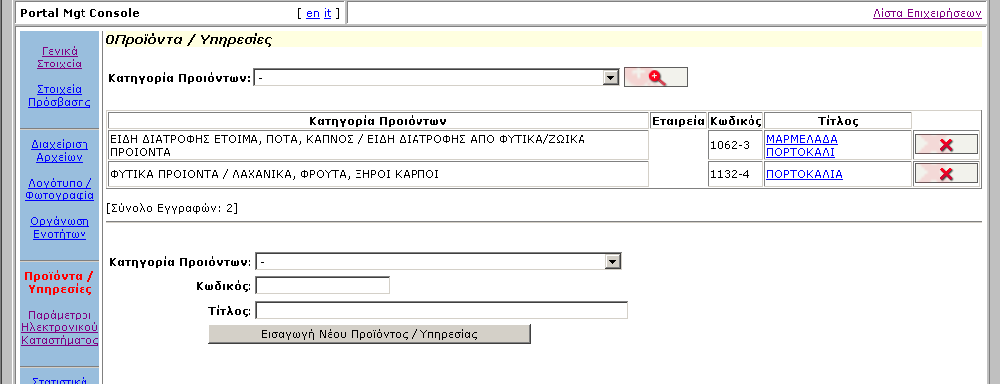 Portal Mgt Console [ en it ] Λίστα Επιχειρήσεων
0Προϊόντα / Υπηρεσίες
Γενικά
Στοιχεία
Στοιχεία
Πρόσβασης
Διαχείριση
Αρχείων
Λογότυπο /
Φωτογραφία
Οργάνωση
Ενοτήτων
Προϊόντα /
Υπηρεσίες
Παράμετροι
Ηλεκτρονικού
Καταστήματος
Στατιστικά
Κατηγορία Προιόντων: -
Κατηγορία Προιόντων Εταιρεία Κωδικός Τίτλος
ΕΙΔΗ ΔΙΑΤΡΟΦΗΣ ΕΤΟΙΜΑ, ΠΟΤΑ, ΚΑΠΝΟΣ / ΕΙΔΗ ΔΙΑΤΡΟΦΗΣ ΑΠΟ ΦΥΤΙΚΑ/ΖΩΙΚΑ
ΠΡΟΙΟΝΤΑ
1062-3
ΜΑΡΜΕΛΑΔΑ
ΠΟΡΤΟΚΑΛΙ
ΦΥΤΙΚΑ ΠΡΟΙΟΝΤΑ / ΛΑΧΑΝΙΚΑ, ΦΡΟΥΤΑ, ΞΗΡΟΙ ΚΑΡΠΟΙ 1132-4 ΠΟΡΤΟΚΑΛΙΑ
[Σύνολο Εγγραφών: 2]
Κατηγορία Προιόντων: -
Κωδικός:
Τίτλος:
Εισαγωγή Νέου Προϊόντος / Υπηρεσίας